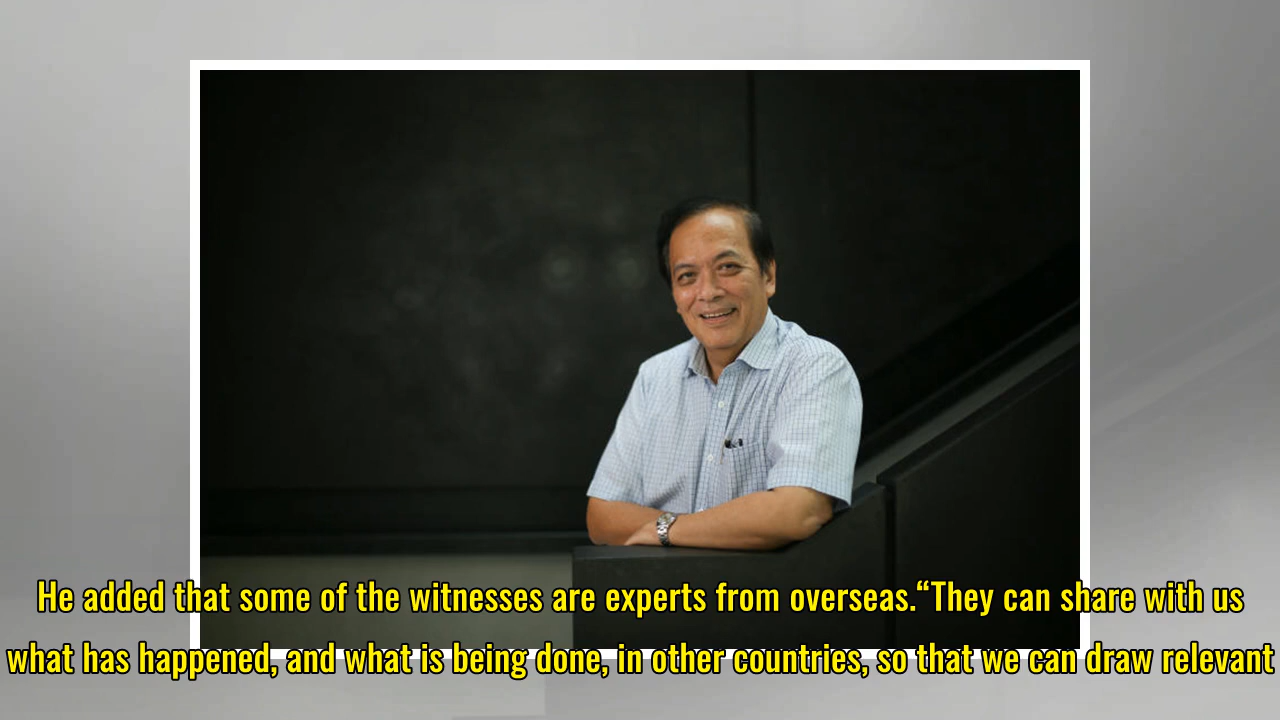 He added that some of the witnesses are experts from overseas.“They can share with us
what has happened, and what is being done, in other countries, so that we can draw relevant